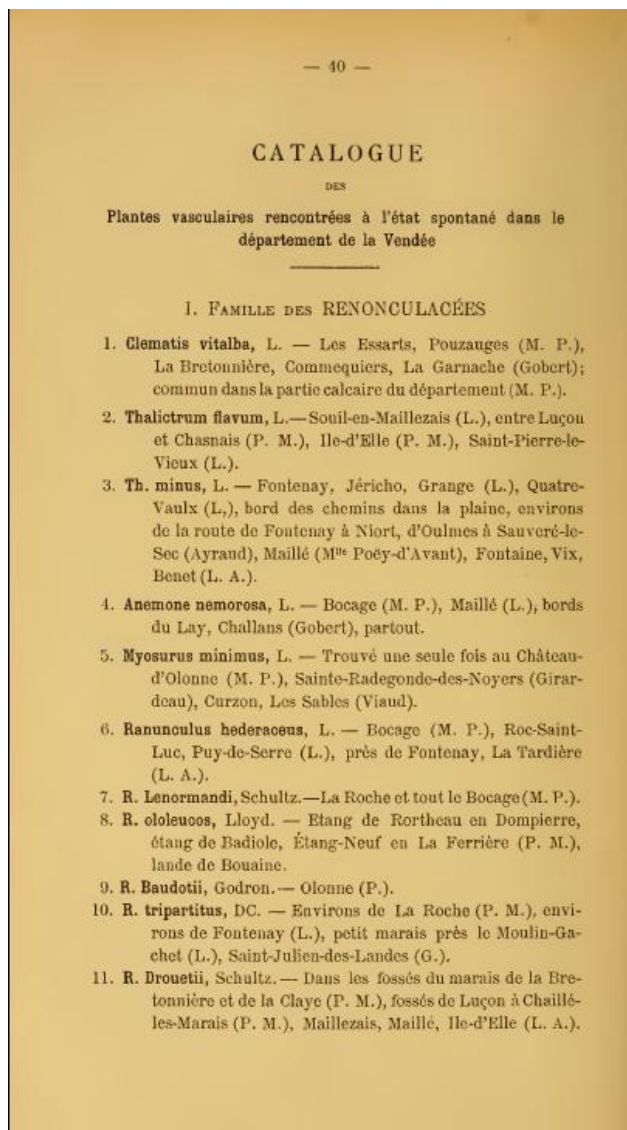 — 40 —
CATALOGUE
DES
Plantes vasculaires rencontrées à l'état spontané dans le
département de la Vendée
I. FAMILLE DES RENONCULACÉES
1. Clematis vitalba, L. — Les Essarts, Pouzauges (M. P.),
La Bretonnière, Commequiers, La Garnache (Gobert);
commun dans la partie calcaire du département (M. P.).
2. Thalictrum flavum, L. — Souil-en-Maillezais (L.), entre Luçon
et Chasnais (P. M.), Ile-d'Elle (P. M.), Saint-Pierre-le-
Vieux (L.).
3. Th. minus, L. — Fontenay, Jéricho, Grange (L.), Quatre-
Vaulx (L,), bord des chemins dans la plaine, environs
de la route de Fontenay à Niort, d'Oulmes à Sauveré-le-
Sec (Ayraud), Maillé (Mlle Poëy-d'Avant), Fontaine, Vix,
Benet (L. A.).
4. Anemone nemorosa, L. — Bocage (M. P.), Maillé (L.), bords
du Lay, Challans (Gobert), partout.
5. Myosurus minimus, L. — Trouvé une seule fois au Château-
d'Olonne (M. P.), Sainte-Radegonde-des-Noyers (Girar-
deau), Curzon, Les Sables (Viaud).
6. Ranunculus hederaceus, L. — Bocage (M. P.), Roc-Saint-
Luc, Puy-de-Serre (L.), près de Fontenay, La Tardière
(L. A.).
7. R. Lenormandi, Schultz. — La Roche et tout le Bocage (M. P.).
8. R. ololeucos, Lloyd. — Etang de Rortheau en Dompierre,
étang de Badiole, Étang-Neuf en La Ferrière (P. M.),
lande de Bouaine.
9. R. Baudotii, Godron. — Olonne (P.).
10. R. tripartitus, DC. — Environs de La Roche (P. M.), envi-
rons de Fontenay (L.), petit marais près le Moulin-Ga-
chet (L.), Saint-Julien-des-Landes (G.).
11. R. Drouetii, Schultz. — Dans les fossés du marais de la Bre-
tonnière et de la Claye (P. M.), fossés de Luçon à Chaillé-
les-Marais (P. M.), Maillezais, Maillé, Ile-d'Elle (L. A.).